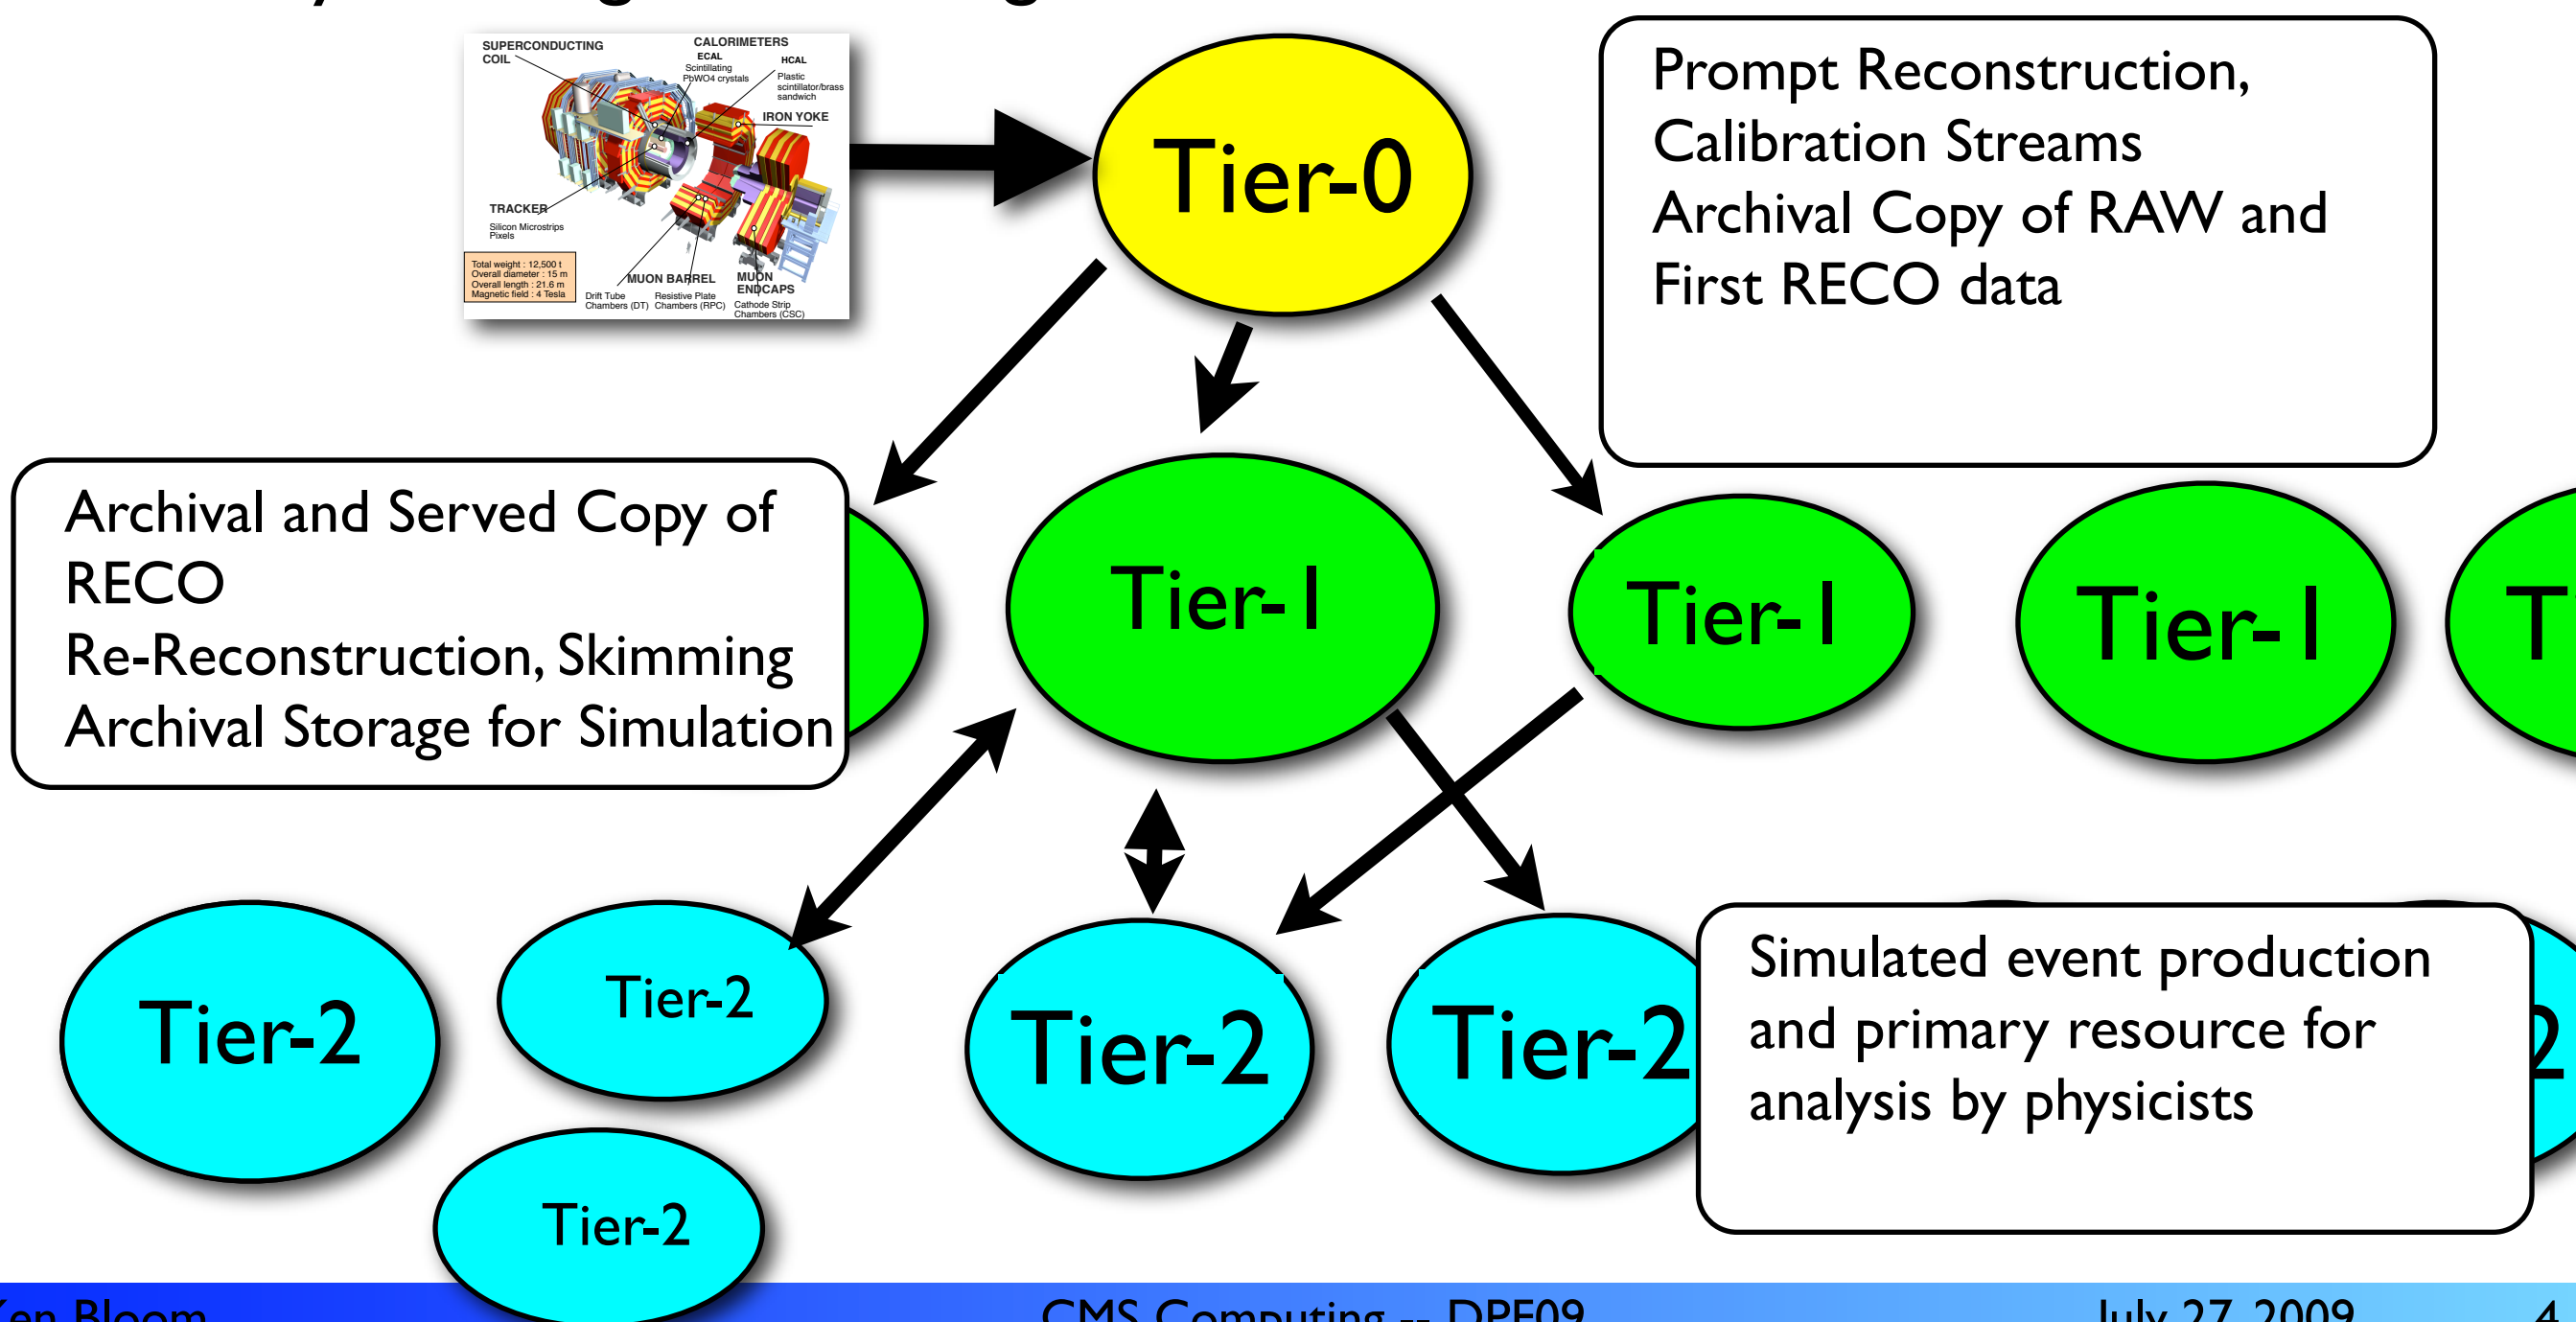 SUPERCONDUCTING
COIL
CALORIMETERS
ECAL
Scintillating
PbWO4 crystals
HCAL
Plastic
scintillator/brass
sandwich
IRON YOKE
TRACKER
Silicon Microstrips
Pixels
Total weight : 12,500 t
Overall diameter : 15 m
Overall length : 21.6 m
Magnetic field : 4 Tesla
MUON BARREL
Drift Tube
Chambers (DT)
Resistive Plate
Chambers (RPC)
MUON
ENDCAPS
Cathode Strip
Chambers (CSC)
Tier-0
Prompt Reconstruction,
Calibration Streams
Archival Copy of RAW and
First RECO data
Archival and Served Copy of
RECO
Re-Reconstruction, Skimming
Archival Storage for Simulation
Tier-1
Tier-1
Tier-1
T
Tier-2
Tier-2
Tier-2
Tier-2
Tier-2
Simulated event production
and primary resource for
analysis by physicists
2
Ken Bloom
CMS Computing -- DPF09
July 27, 2009
4